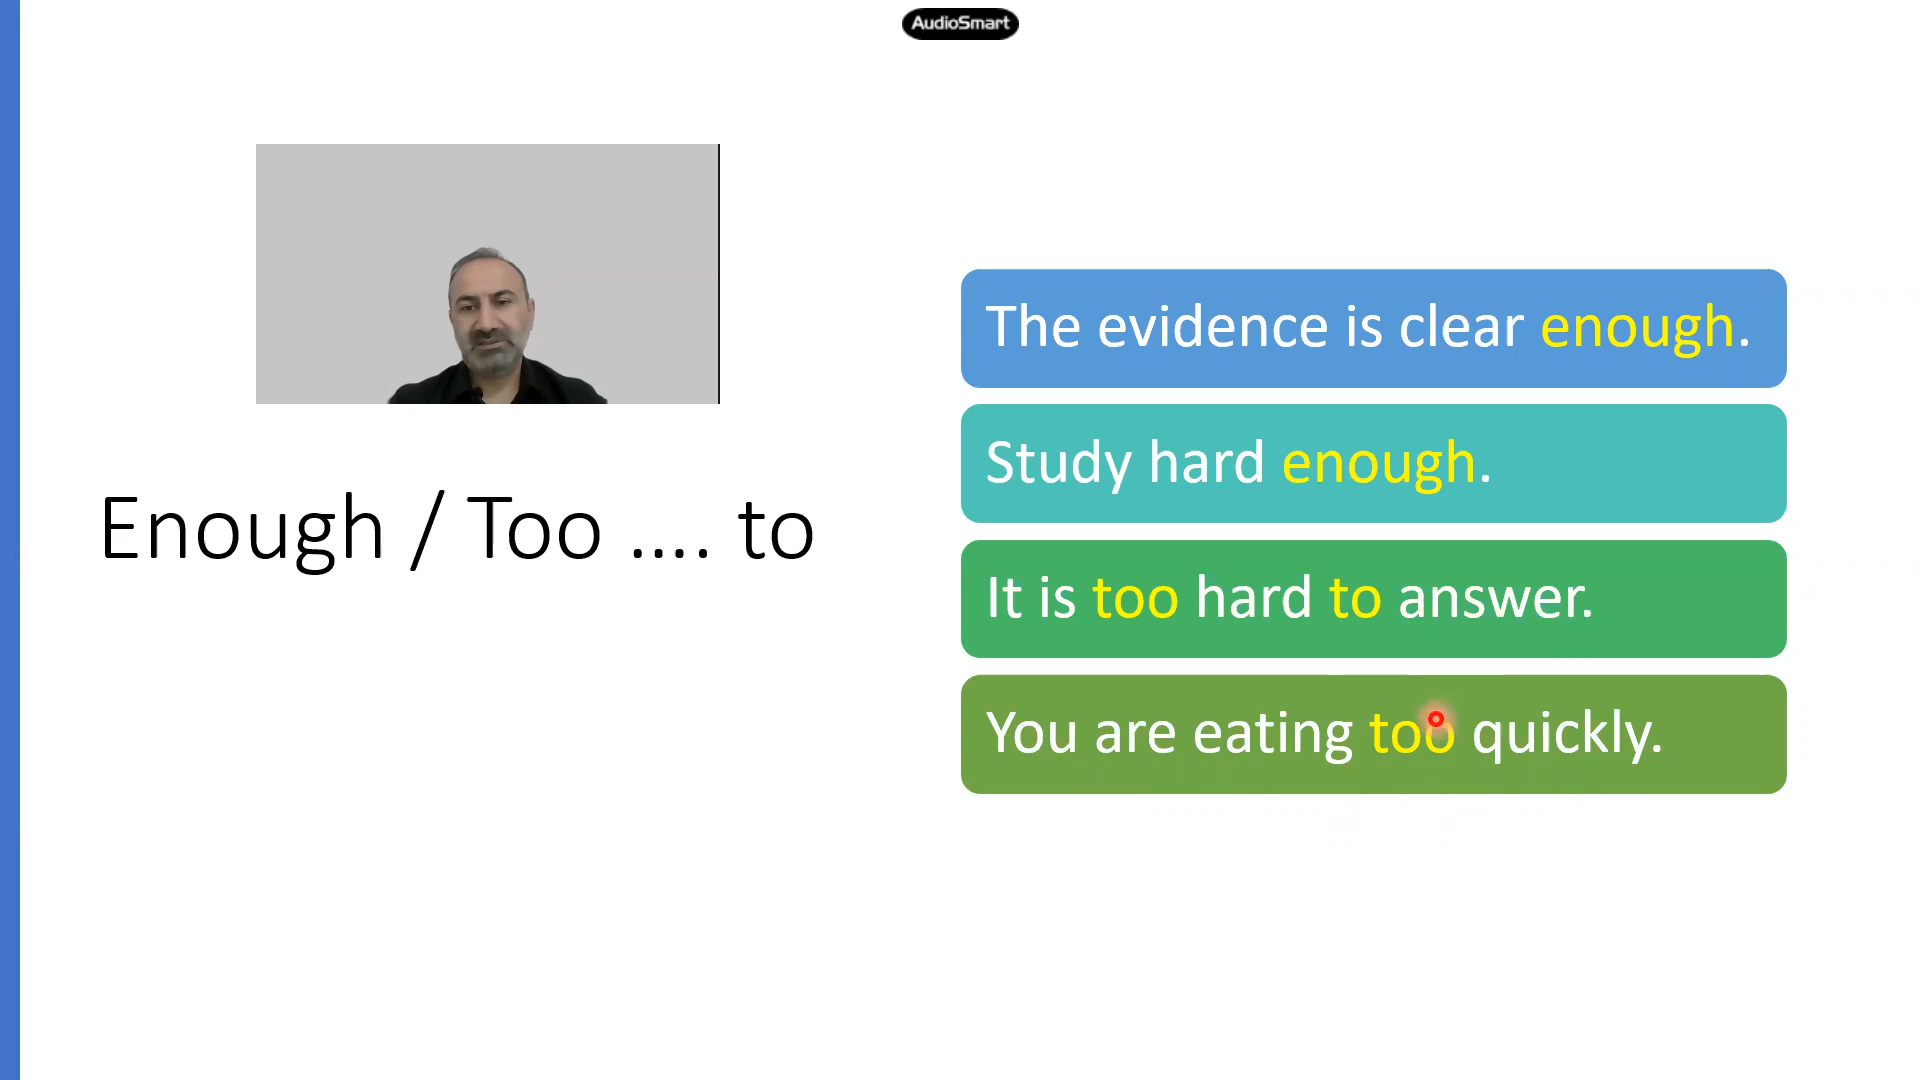 AudioSmart
Enough / Too .... to
The evidence is clear enough.
Study hard enough.
It is too hard to answer.
You are eating too quickly.